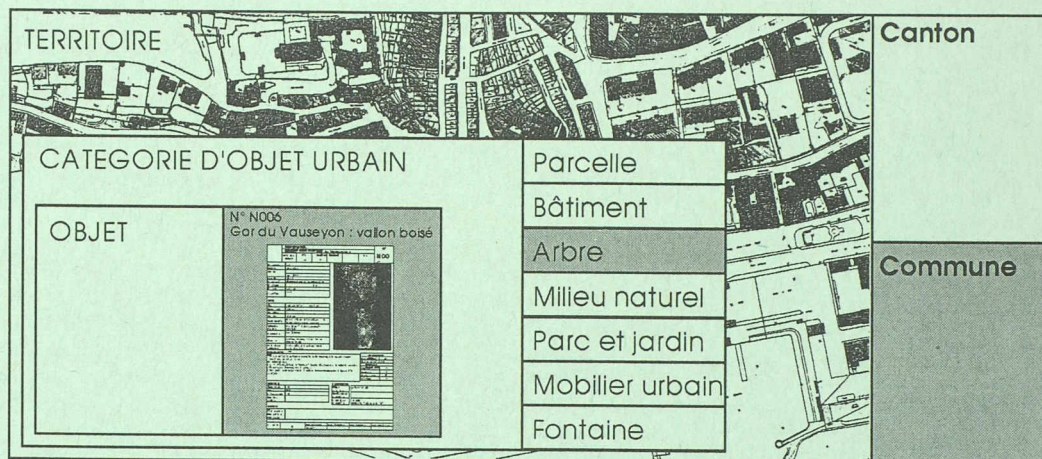 TERRITOIRE
Canton
CATEGORIE D'OBJET URBAIN
Parcelle
Bâtiment
OBJET
N° N006
Gor du Vauseyon : vallon boisé
Arbre
Commune
Milieu naturel
Parc et jardin
Mobilier urbain
Fontaine